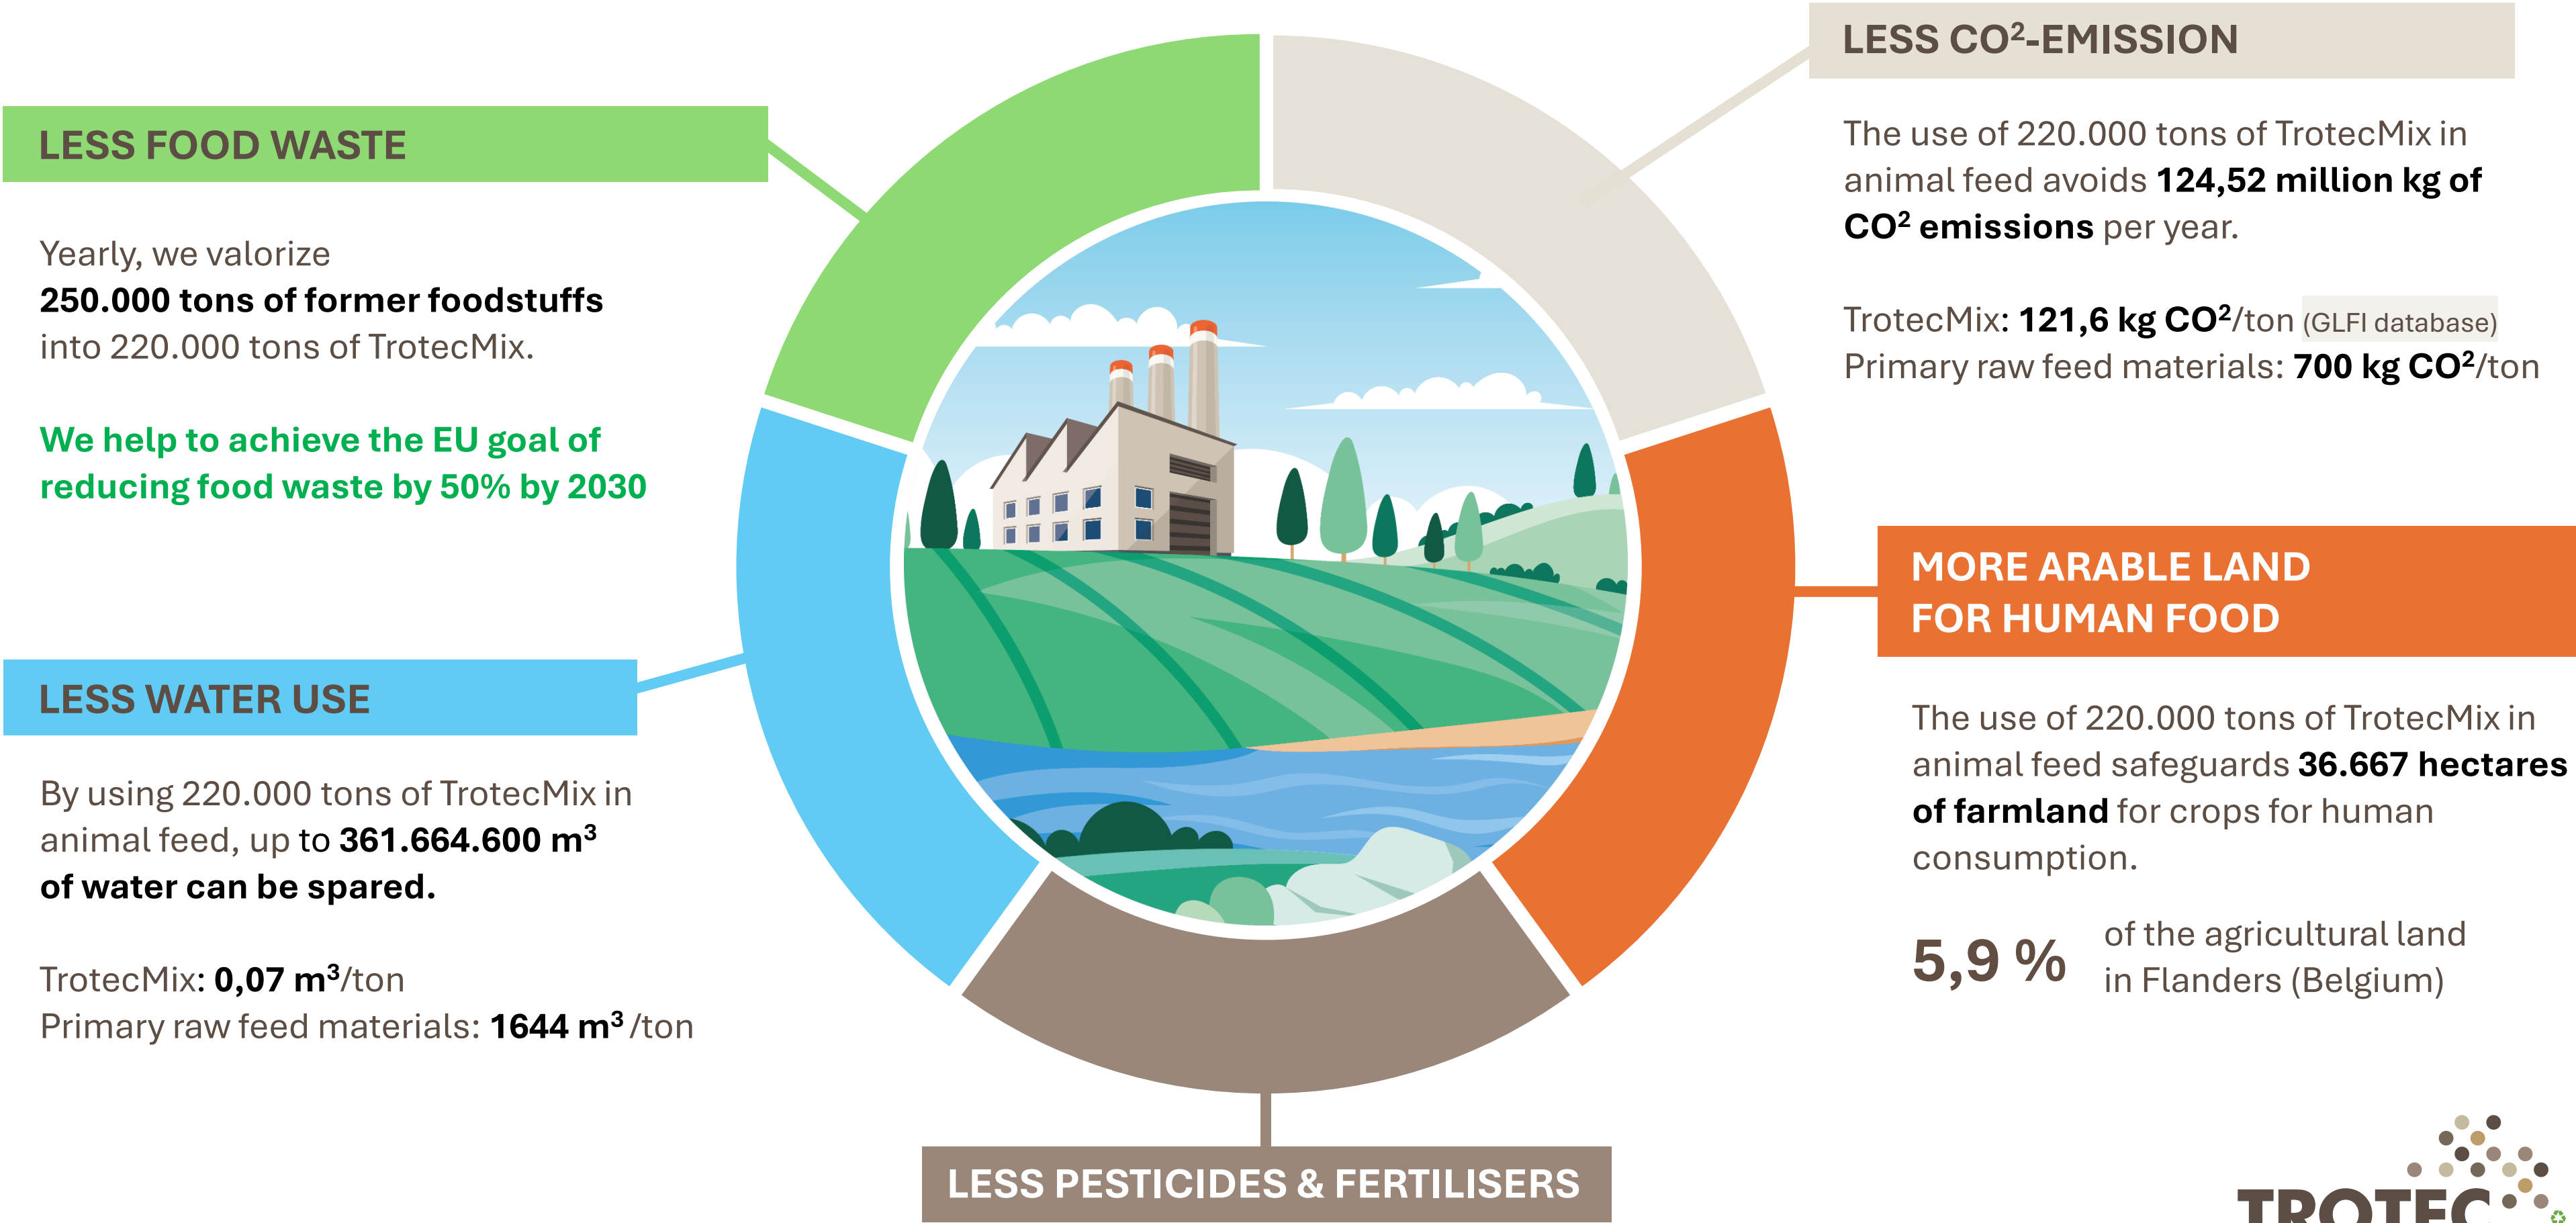 LESS FOOD WASTE
Yearly, we valorize
250.000 tons of former foodstuffs
into 220.000 tons of TrotecMix.
We help to achieve the EU goal of
reducing food waste by 50% by 2030
LESS WATER USE
By using 220.000 tons of TrotecMix in
animal feed, up to 361.664.600 m³
of water can be spared.
TrotecMix: 0,07 m³/ton
Primary raw feed materials: 1644 m³/ton
LESS CO²-EMISSION
The use of 220.000 tons of TrotecMix in
animal feed avoids 124,52 million kg of
CO² emissions per year.
TrotecMix: 121,6 kg CO²/ton (GLFI database)
Primary raw feed materials: 700 kg CO²/ton
MORE ARABLE LAND
FOR HUMAN FOOD
The use of 220.000 tons of TrotecMix in
animal feed safeguards 36.667 hectares
of farmland for crops for human
consumption.
5,9 %
of the agricultural land
in Flanders (Belgium)
LESS PESTICIDES & FERTILISERS
TROTEC